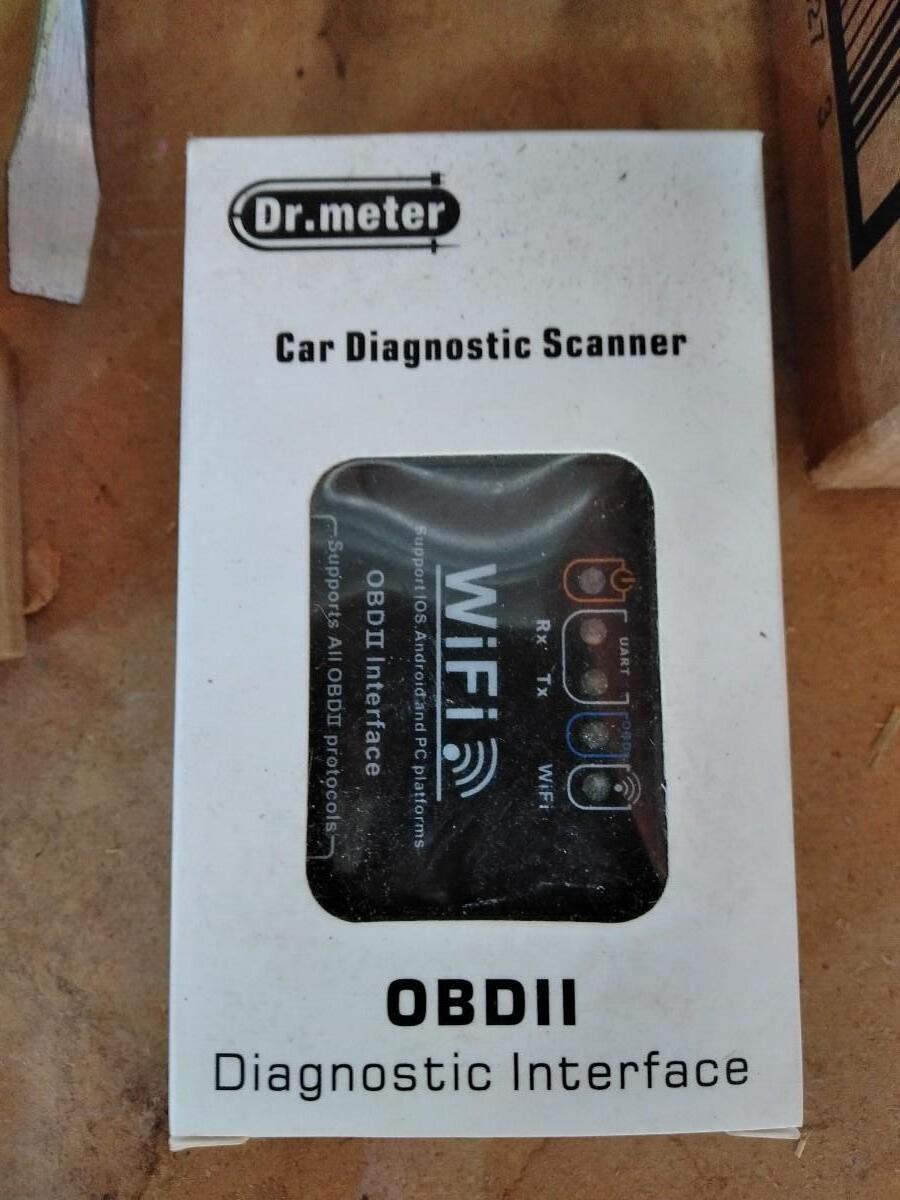 Dr.meter
Car Diagnostic Scanner
UART
Rx Tx
WiFi
WiFi
Support IOS.Android and PC platforms
OBDII Interface
Supports All OBDII protocols
OBDII
Diagnostic Interface